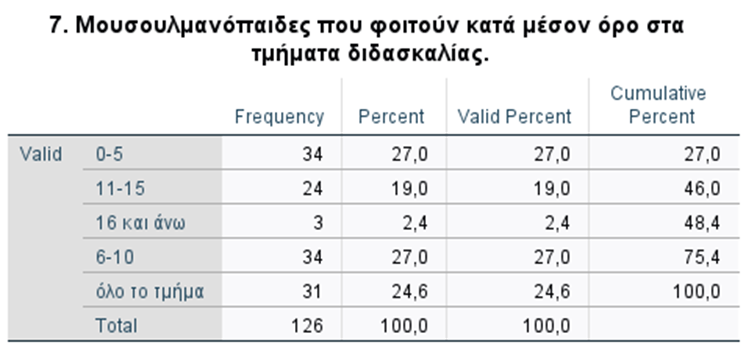 7. Μουσουλμανόπαιδες που φοιτούν κατά μέσον όρο στα
τμήματα διδασκαλίας.
Frequency Percent Valid Percent Cumulative Percent
Valid 0-5 34 27,0 27,0 27,0
11-15 24 19,0 19,0 46,0
16 και άνω 3 2,4 2,4 48,4
6-10 34 27,0 27,0 75,4
όλο το τμήμα 31 24,6 24,6 100,0
Total 126 100,0 100,0